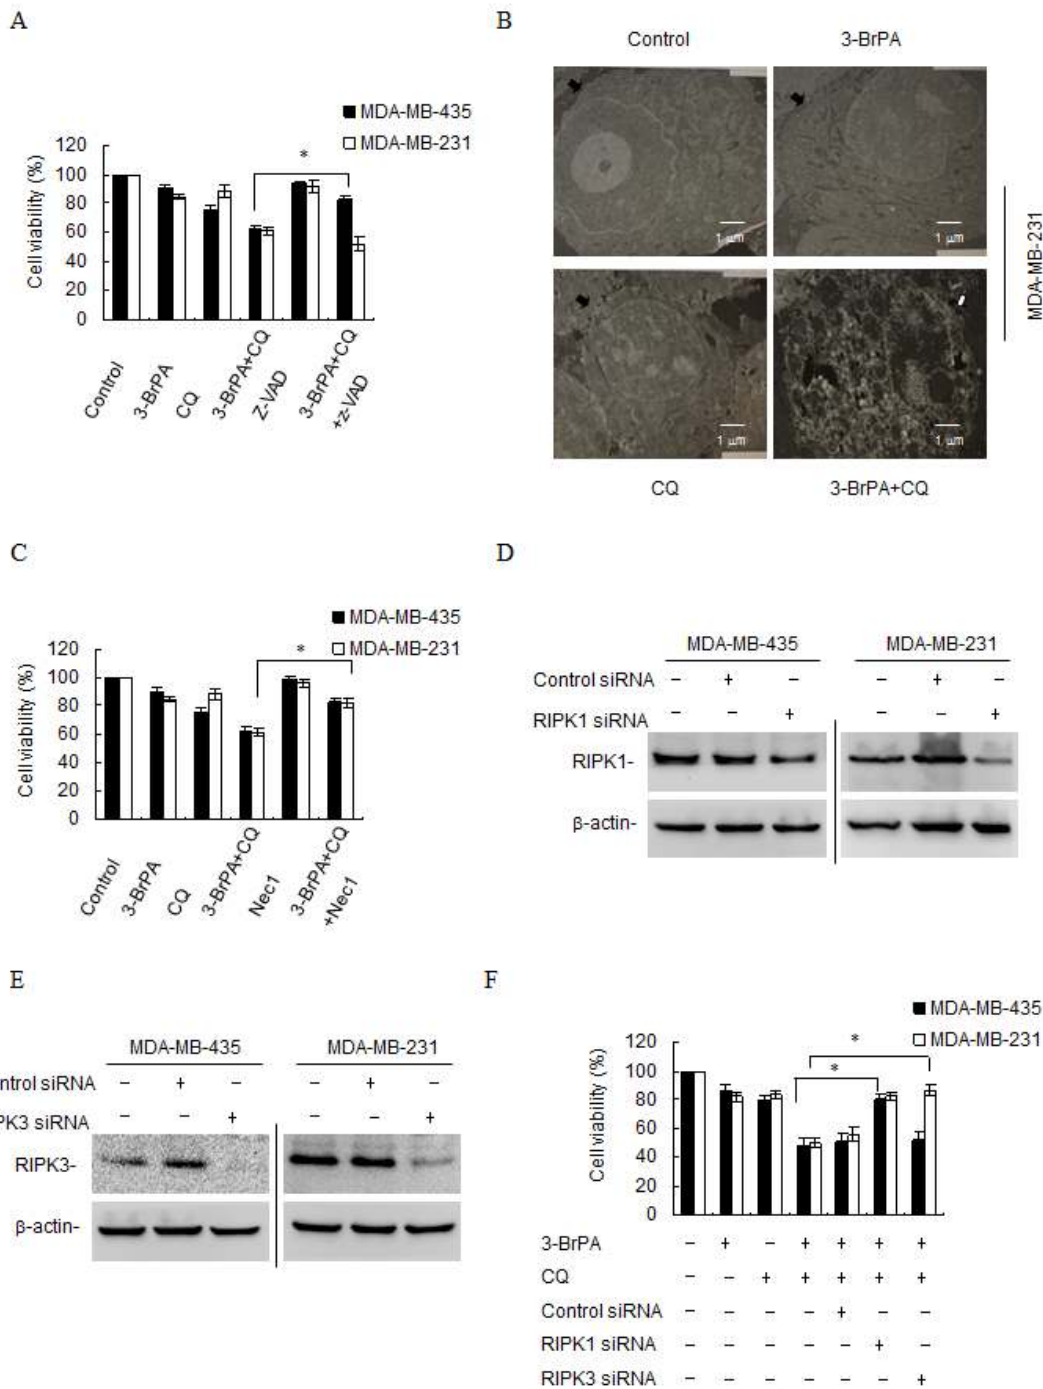 A
MDA-MB-435
MDA-MB-231
*
Cell viability (%)
120
100
80
60
40
20
0
Control
3-BrPA
CQ
3-BrPA+CQ
Z-VAD
3-BrPA+CQ
+z-VAD
B
Control 3-BrPA
1 µm 1 µm
1 µm 1 µm
CQ 3-BrPA+CQ
MDA-MB-231
C
MDA-MB-435
MDA-MB-231
*
Cell viability (%)
120
100
80
60
40
20
0
Control
3-BrPA
CQ
3-BrPA+CQ
Nec1
3-BrPA+CQ
+Nec1
D
MDA-MB-435 MDA-MB-231
Control siRNA – + – – + –
RIPK1 siRNA – – + – – +
RIPK1-
β-actin-
E
MDA-MB-435 MDA-MB-231
ntrol siRNA – + – – + –
PK3 siRNA – – + – – +
RIPK3-
β-actin-
F
MDA-MB-435
MDA-MB-231
*
*
Cell viability (%)
120
100
80
60
40
20
0
3-BrPA – + – + + + +
CQ – – + + + + +
Control siRNA – – – – + – –
RIPK1 siRNA – – – – – + –
RIPK3 siRNA – – – – – – +